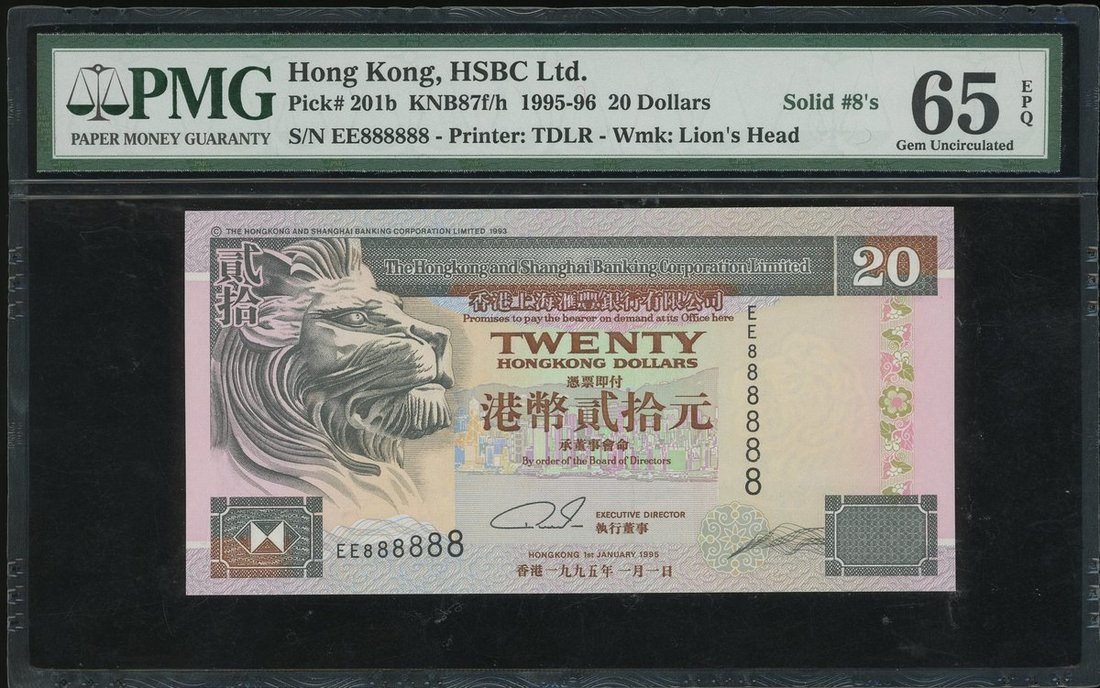 PMG
PAPER MONEY GUARANTY
Hong Kong, HSBC Ltd.
Pick# 201b KNB87f/h 1995-96 20 Dollars
Solid #8's
S/N EE888888 - Printer: TDLR - Wmk: Lion's Head
65
EPQ
Gem Uncirculated
© THE HONGKONG AND SHANGHAI BANKING CORPORATION LIMITED 1993
貳拾
The Hongkong and Shanghai Banking Corporation Limited
20
香港上海滙豐銀行有限公司
Promises to pay the bearer on demand at its Office here
TWENTY
HONGKONG DOLLARS
憑票即付
港幣貳拾元
承董事會命
By order of the Board of Directors
EE888888
EXECUTIVE DIRECTOR
執行董事
EE888888
HONGKONG 1st JANUARY 1995
香港一九九五年一月一日